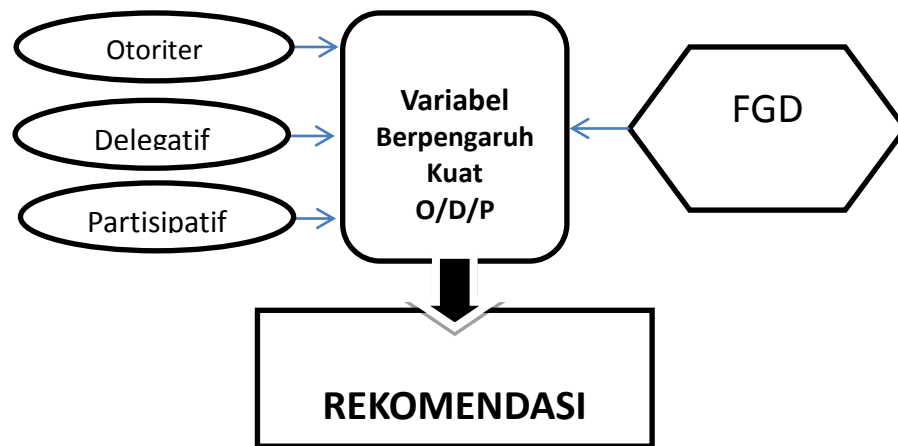 Otoriter
Delegatif
Partisipatif
Variabel
Berpengaruh
Kuat
O/D/P
FGD
REKOMENDASI